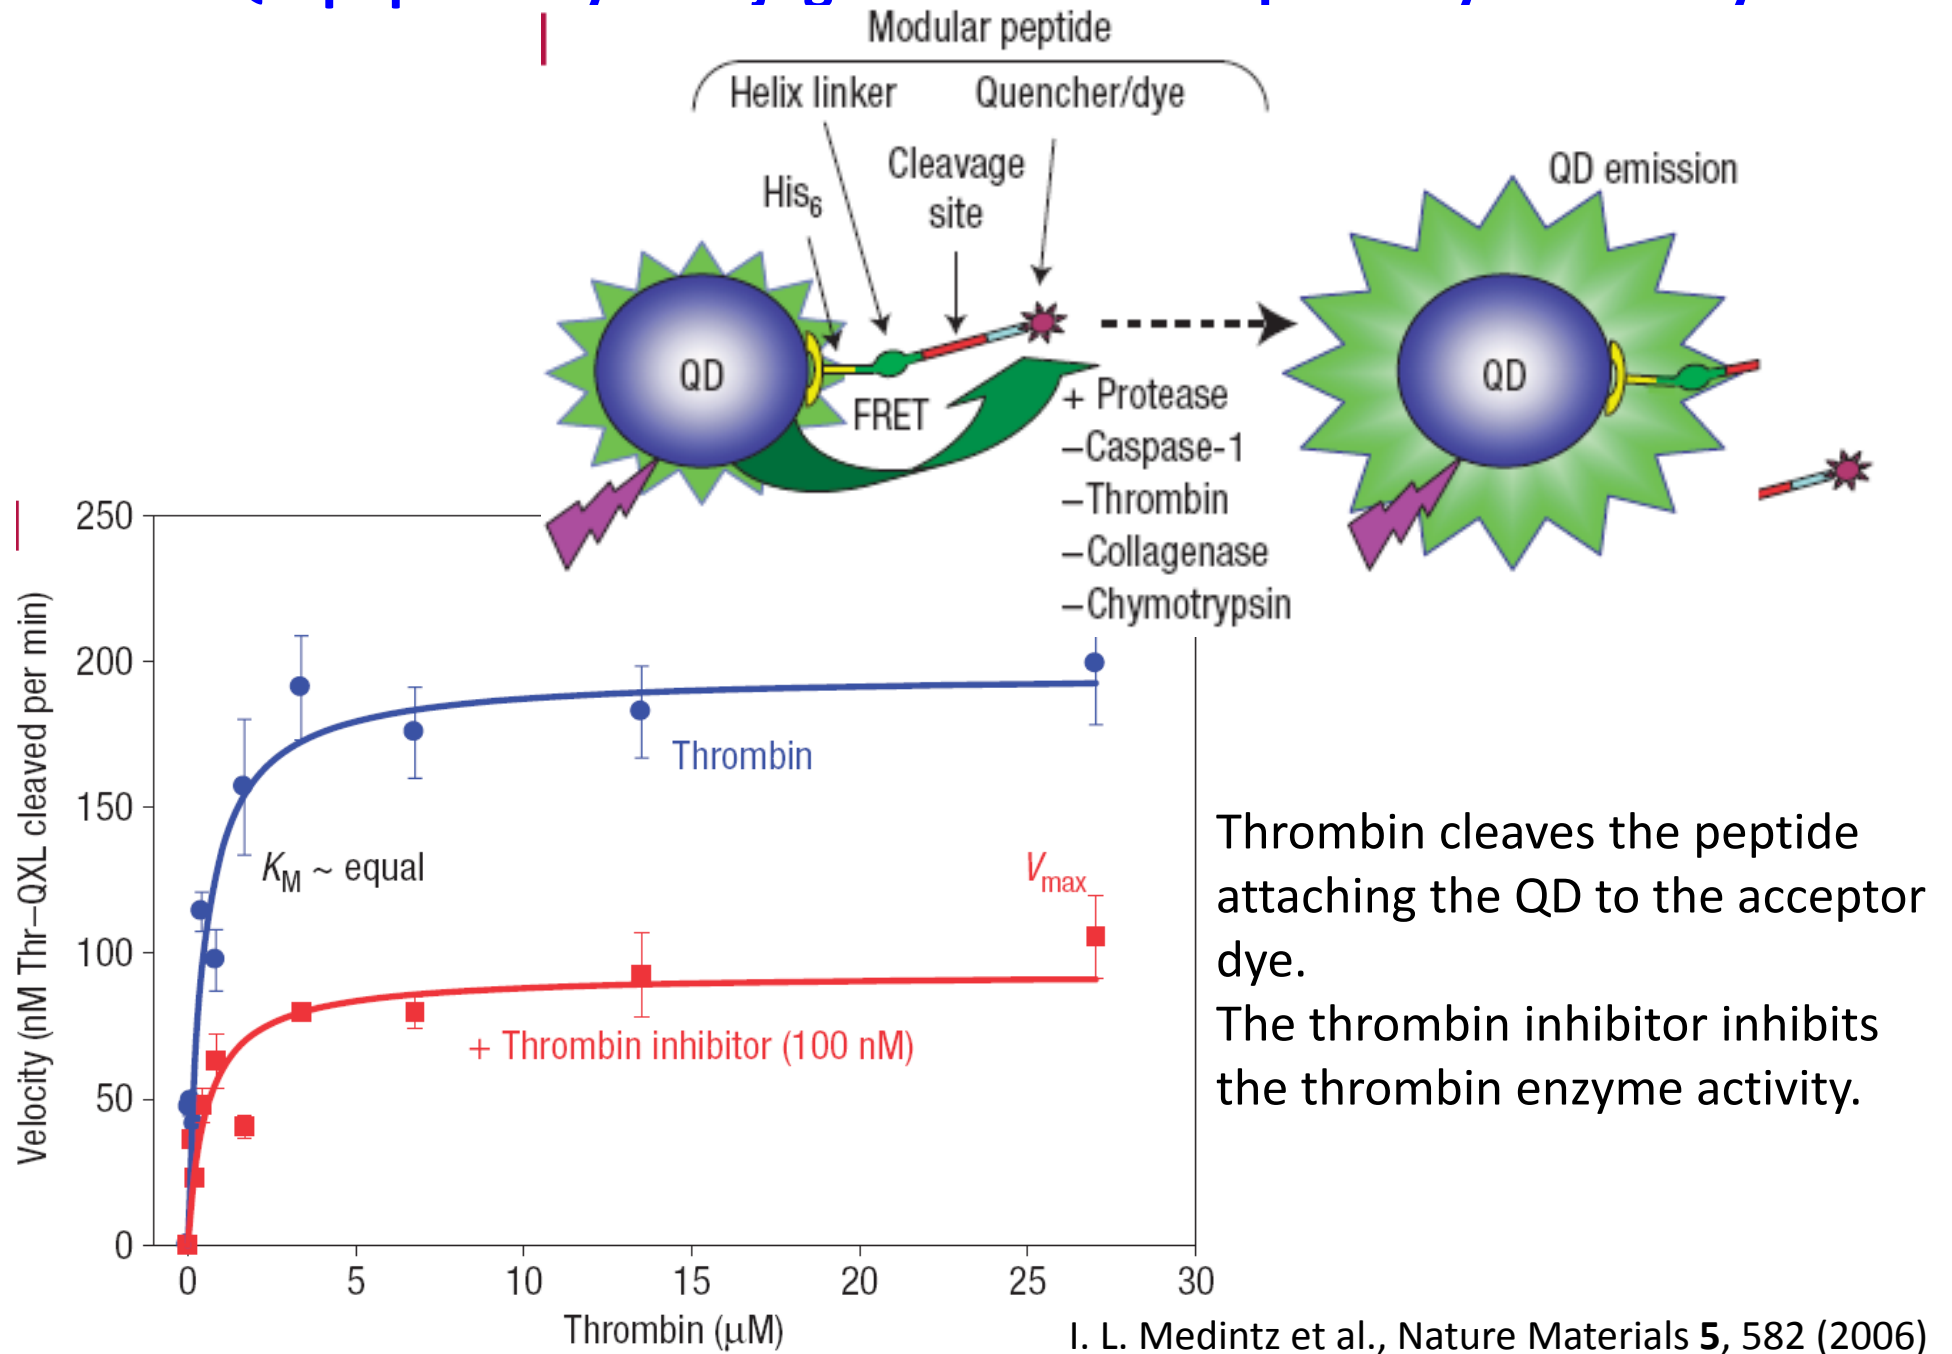 Modular peptide
Helix linker
Quencher/dye
Cleavage
site
His6
QD emission
QD
QD
FRET
+ Protease
–Caspase-1
–Thrombin
–Collagenase
–Chymotrypsin
250
200
150
100
50
0
Velocity (nM Thr–QXL cleaved per min)
Thrombin
KM ~ equal
Vmax
+ Thrombin inhibitor (100 nM)
0 5 10 15 20 25 30
Thrombin (μM)
Thrombin cleaves the peptide
attaching the QD to the acceptor
dye.
The thrombin inhibitor inhibits
the thrombin enzyme activity.
I. L. Medintz et al., Nature Materials 5, 582 (2006)